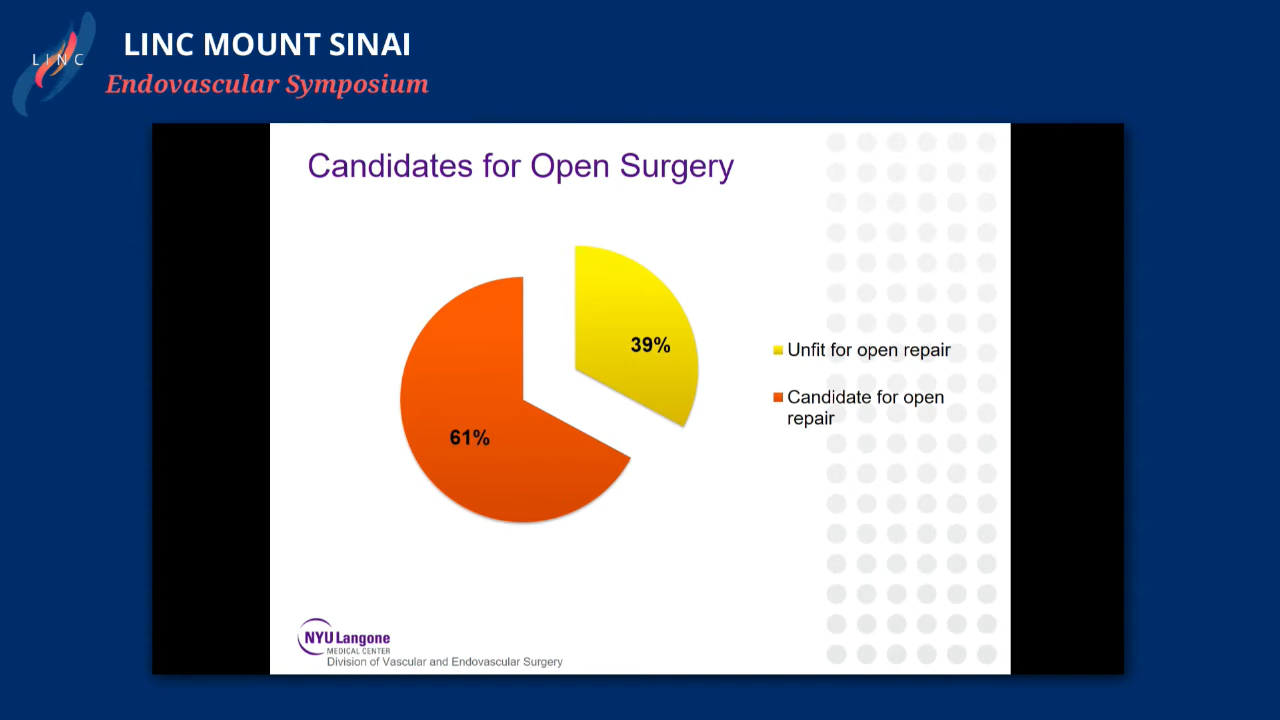 LINC
LINC MOUNT SINAI
Endovascular Symposium
Candidates for Open Surgery
39%
61%
Unfit for open repair
Candidate for open
repair
NYU Langone
MEDICAL CENTER
Division of Vascular and Endovascular Surgery